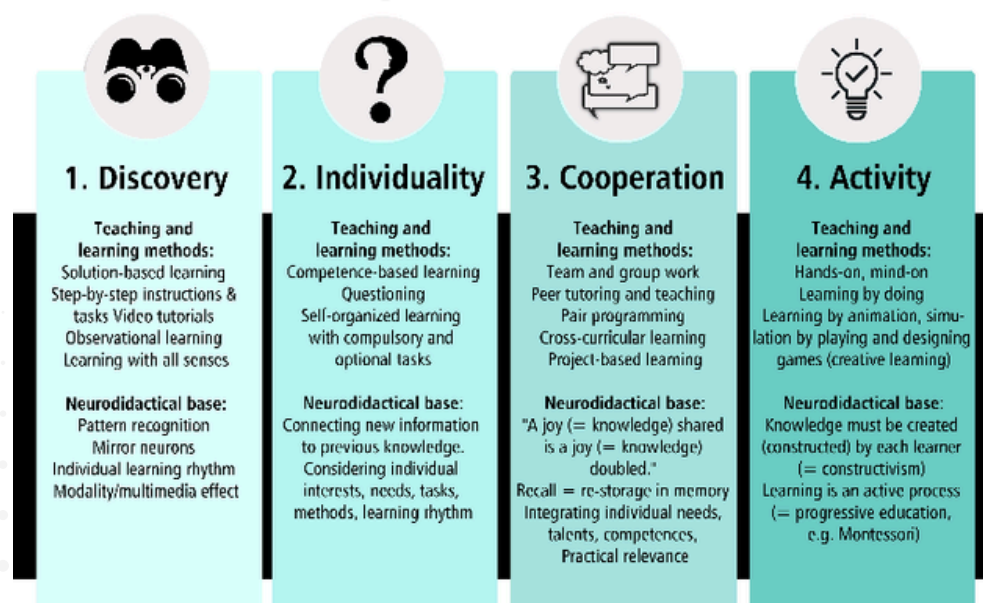 1. Discovery
Teaching and
learning methods:
Solution-based learning
Step-by-step instructions &
tasks Video tutorials
Observational learning
Learning with all senses
Neurodidactical base:
Pattern recognition
Mirror neurons
Individual learning rhythm
Modality/multimedia effect
2. Individuality
Teaching and
learning methods:
Competence-based learning
Questioning
Self-organized learning
with compulsory and
optional tasks
Neurodidactical base:
Connecting new information
to previous knowledge.
Considering individual
interests, needs, tasks,
methods, learning rhythm
3. Cooperation
Teaching and
learning methods:
Team and group work
Peer tutoring and teaching
Pair programming
Cross-curricular learning
Project-based learning
Neurodidactical base:
"A joy (= knowledge) shared
is a joy (= knowledge)
doubled."
Recall = re-storage in memory
Integrating individual needs,
talents, competences,
Practical relevance
4. Activity
Teaching and
learning methods:
Hands-on, mind-on
Learning by doing
Learning by animation, simu-
lation by playing and designing
games (creative learning)
Neurodidactical base:
Knowledge must be created
(constructed) by each learner
(= constructivism)
Learning is an active process
(= progressive education,
e.g. Montessori)